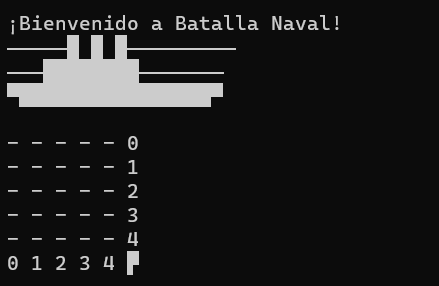 ¡Bienvenido a Batalla Naval!
- - - - - 0
- - - - - 1
- - - - - 2
- - - - - 3
- - - - - 4
0 1 2 3 4